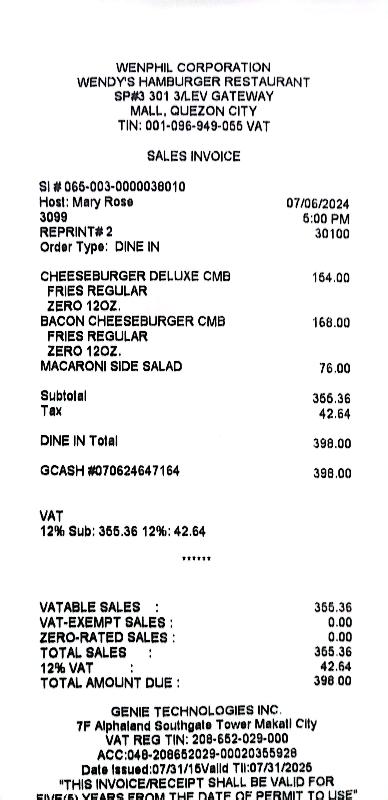 WENPHIL CORPORATION
WENDY'S HAMBURGER RESTAURANT
SP#3 301 3/LEV GATEWAY
MALL, QUEZON CITY
TIN: 001-096-949-055 VAT
SALES INVOICE
SI # 065-003-0000038010
Host: Mary Rose 07/06/2024
3099 5:00 PM
REPRINT# 2 30100
Order Type: DINE IN
CHEESEBURGER DELUXE CMB 154.00
FRIES REGULAR
ZERO 12OZ.
BACON CHEESEBURGER CMB 168.00
FRIES REGULAR
ZERO 12OZ.
MACARONI SIDE SALAD 76.00
Subtotal 355.36
Tax 42.64
DINE IN Total 398.00
GCASH #070624647164 398.00
VAT
12% Sub: 355.36 12%: 42.64
******
VATABLE SALES : 355.36
VAT-EXEMPT SALES : 0.00
ZERO-RATED SALES : 0.00
TOTAL SALES : 355.36
12% VAT : 42.64
TOTAL AMOUNT DUE : 398 00
GENIE TECHNOLOGIES INC.
7F Alphaland Southgate Tower Makati City
VAT REG TIN: 208-652-029-000
ACC:048-208652029-00020355928
Date Issued:07/31/15Valid Til:07/31/2025
"THIS INVOICE/RECEIPT SHALL BE VALID FOR
FIVE(5) YEARS FROM THE DATE OF PERMIT TO USE"